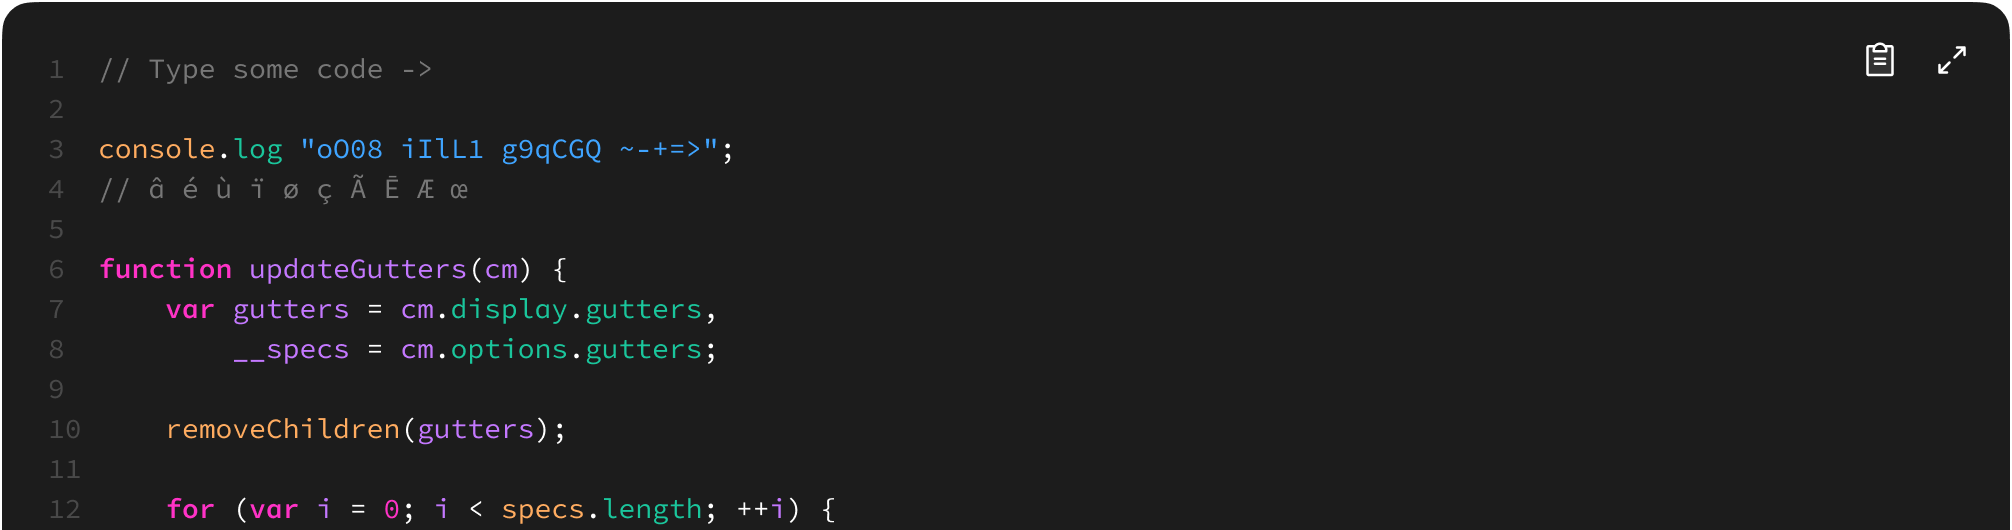 1 // Type some code ->
2
3 console.log "oO08 iIlL1 g9qCGQ ~-+=>";
4 // â é ù ï ø ç Ã Ē Æ œ
5
6 function updateGutters(cm) {
7     var gutters = cm.display.gutters,
8         __specs = cm.options.gutters;
9
10     removeChildren(gutters);
11
12     for (var i = 0; i < specs.length; ++i) {